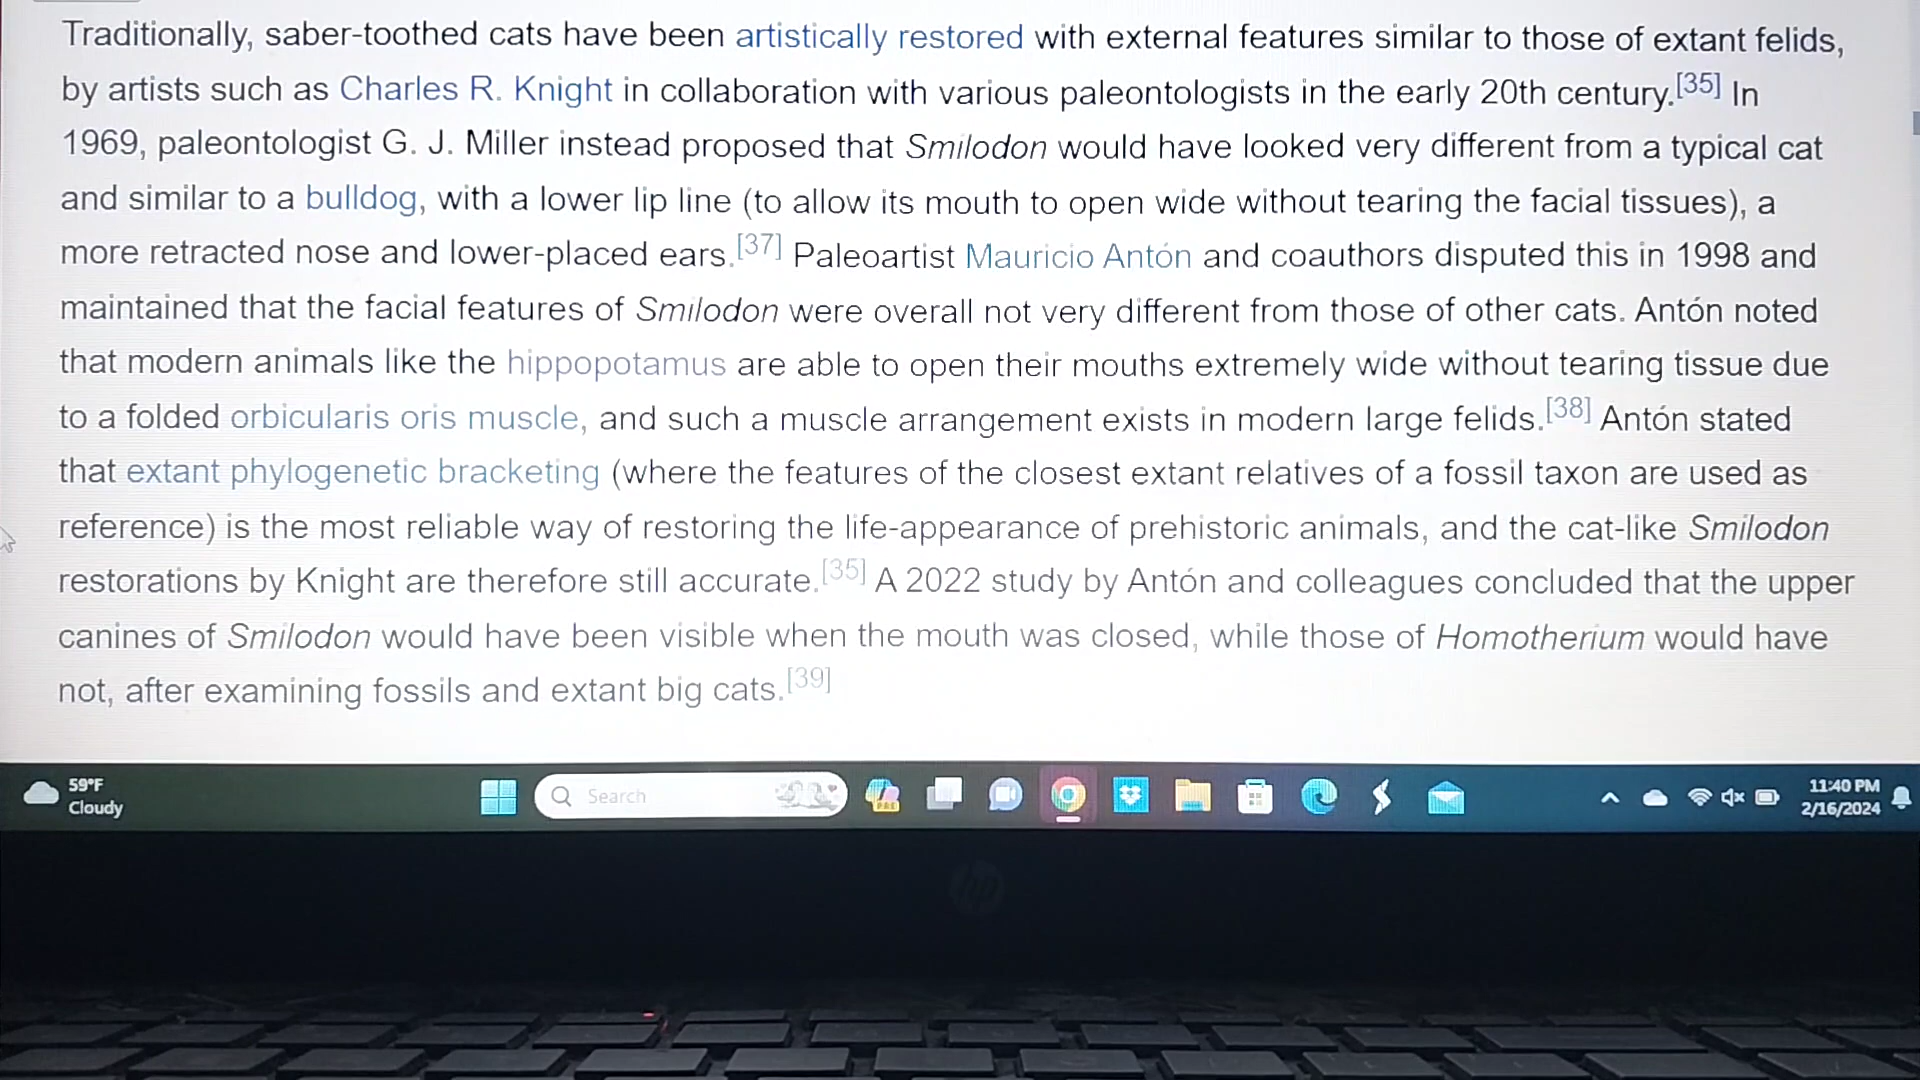 Traditionally, saber-toothed cats have been artistically restored with external features similar to those of extant felids,
by artists such as Charles R. Knight in collaboration with various paleontologists in the early 20th century.[35] In
1969, paleontologist G. J. Miller instead proposed that Smilodon would have looked very different from a typical cat
and similar to a bulldog, with a lower lip line (to allow its mouth to open wide without tearing the facial tissues), a
more retracted nose and lower-placed ears.[37] Paleoartist Mauricio Antón and coauthors disputed this in 1998 and
maintained that the facial features of Smilodon were overall not very different from those of other cats. Antón noted
that modern animals like the hippopotamus are able to open their mouths extremely wide without tearing tissue due
to a folded orbicularis oris muscle, and such a muscle arrangement exists in modern large felids.[38] Antón stated
that extant phylogenetic bracketing (where the features of the closest extant relatives of a fossil taxon are used as
reference) is the most reliable way of restoring the life-appearance of prehistoric animals, and the cat-like Smilodon
restorations by Knight are therefore still accurate.[35] A 2022 study by Antón and colleagues concluded that the upper
canines of Smilodon would have been visible when the mouth was closed, while those of Homotherium would have
not, after examining fossils and extant big cats.[39]
59°F
Cloudy
Search
PRE
11:40 PM
2/16/2024
hp